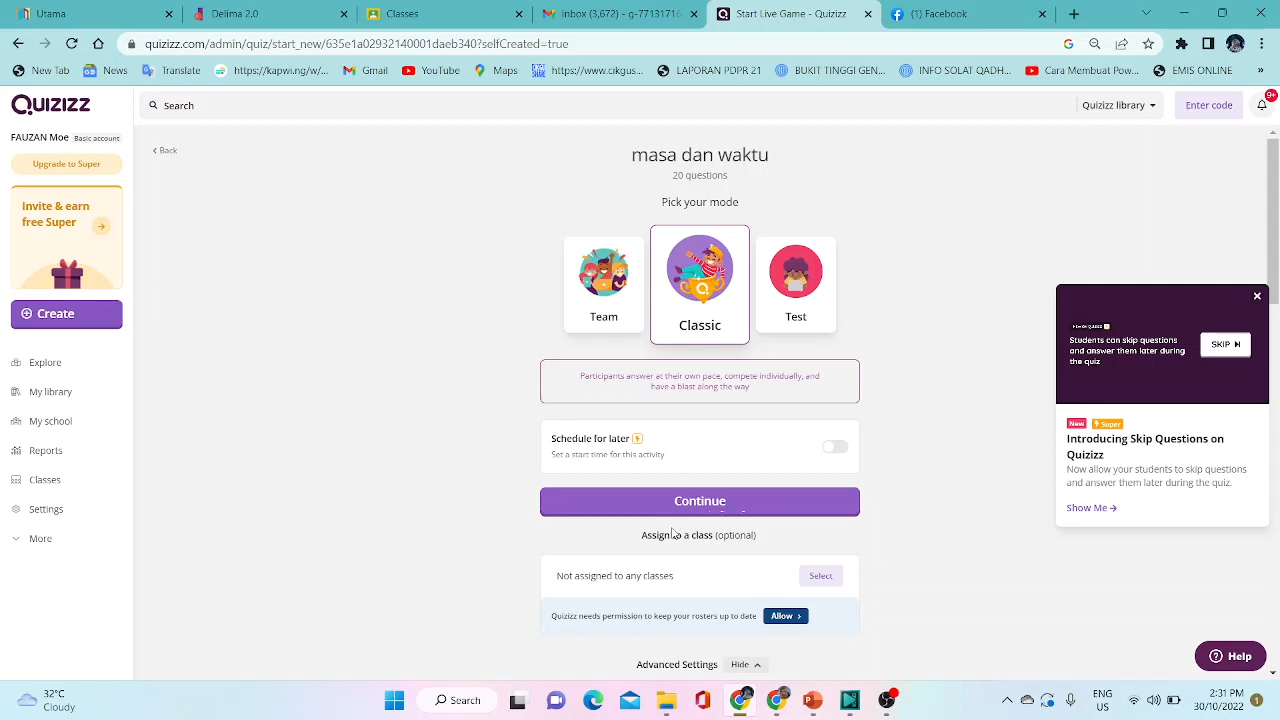 Utama
Delima 2.0
Classes
Inbox (3,672) - g-77131716
Start Live Game - Quizizz
(1) Facebook
quizizz.com/admin/quiz/start_new/635e1a02932140001daeb340?selfCreated=true
New Tab
News
Translate
https://kapwi.ng/w/...
Gmail
YouTube
Maps
https://www.cikgus...
LAPORAN PDPR 21
BUKIT TINGGI GEN...
INFO SOLAT QADH...
Cara Membuat Pow...
EMIS ONLINE
»
QUIZIZZ
Search
Quizizz library
Enter code
9+
FAUZAN Moe Basic account
Upgrade to Super
Invite & earn
free Super
Create
Explore
My library
My school
Reports
Classes
Settings
More
Back
masa dan waktu
20 questions
Pick your mode
Team
Classic
Test
Participants answer at their own pace, compete individually, and
have a blast along the way
Schedule for later
Set a start time for this activity
Continue
Assign to a class (optional)
Not assigned to any classes
Select
Quizizz needs permission to keep your rosters up to date
Allow >
Advanced Settings
Hide
Students can skip questions
and answer them later during
the quiz
SKIP
New
Super
Introducing Skip Questions on
Quizizz
Now allow your students to skip questions
and answer them later during the quiz.
Show Me →
Help
32°C
Cloudy
Search
ENG
US
2:31 PM
30/10/2022
1